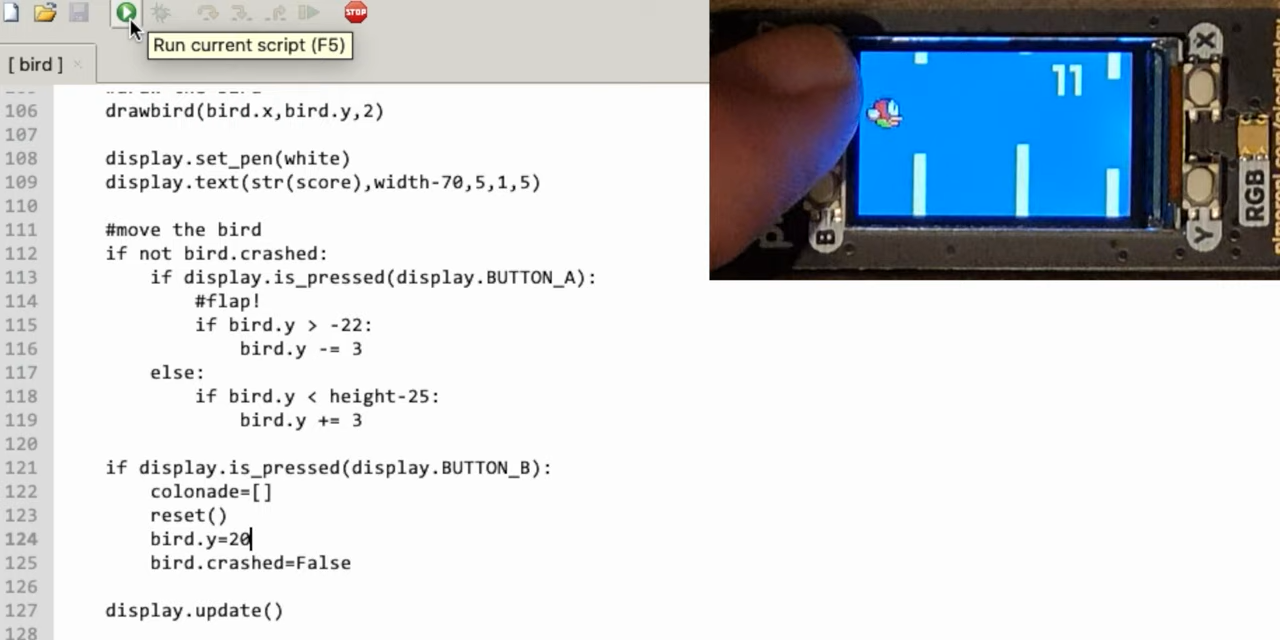 STOP
Run current script (F5)
[ bird ] ×
106 drawbird(bird.x,bird.y,2)
107
108 display.set_pen(white)
109 display.text(str(score),width-70,5,1,5)
110
111 #move the bird
112 if not bird.crashed:
113 if display.is_pressed(display.BUTTON_A):
114 #flap!
115 if bird.y > -22:
116 bird.y -= 3
117 else:
118 if bird.y < height-25:
119 bird.y += 3
120
121 if display.is_pressed(display.BUTTON_B):
122 colonade=[]
123 reset()
124 bird.y=20
125 bird.crashed=False
126
127 display.update()
128
11
X
B
Y
RGB